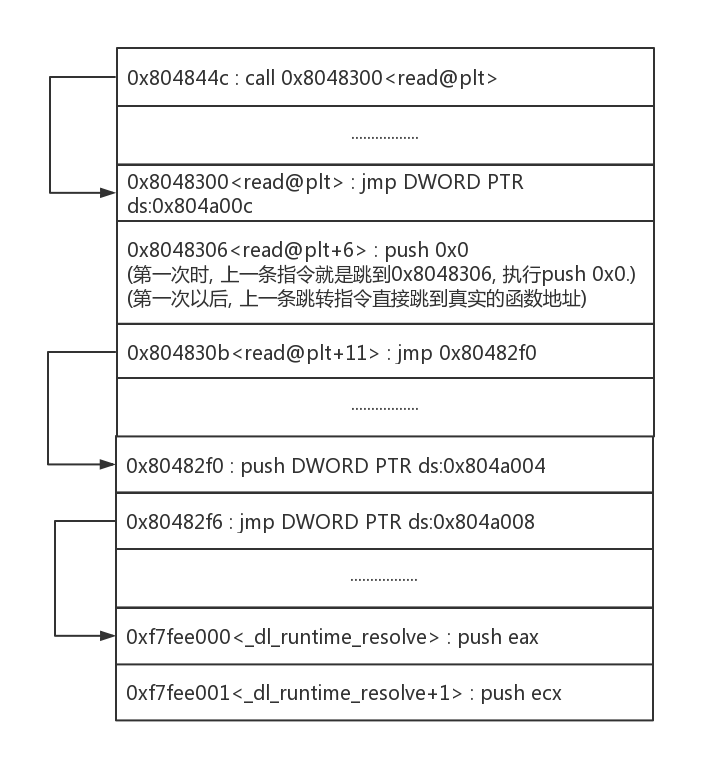 0x804844c : call 0x8048300<read@plt>
.................
0x8048300<read@plt> : jmp DWORD PTR
ds:0x804a00c
0x8048306<read@plt+6> : push 0x0
(第一次时, 上一条指令就是跳到0x8048306, 执行push 0x0.)
(第一次以后, 上一条跳转指令直接跳到真实的函数地址)
0x804830b<read@plt+11> : jmp 0x80482f0
.................
0x80482f0 : push DWORD PTR ds:0x804a004
0x80482f6 : jmp DWORD PTR ds:0x804a008
.................
0xf7fee000<_dl_runtime_resolve> : push eax
0xf7fee001<_dl_runtime_resolve+1> : push ecx